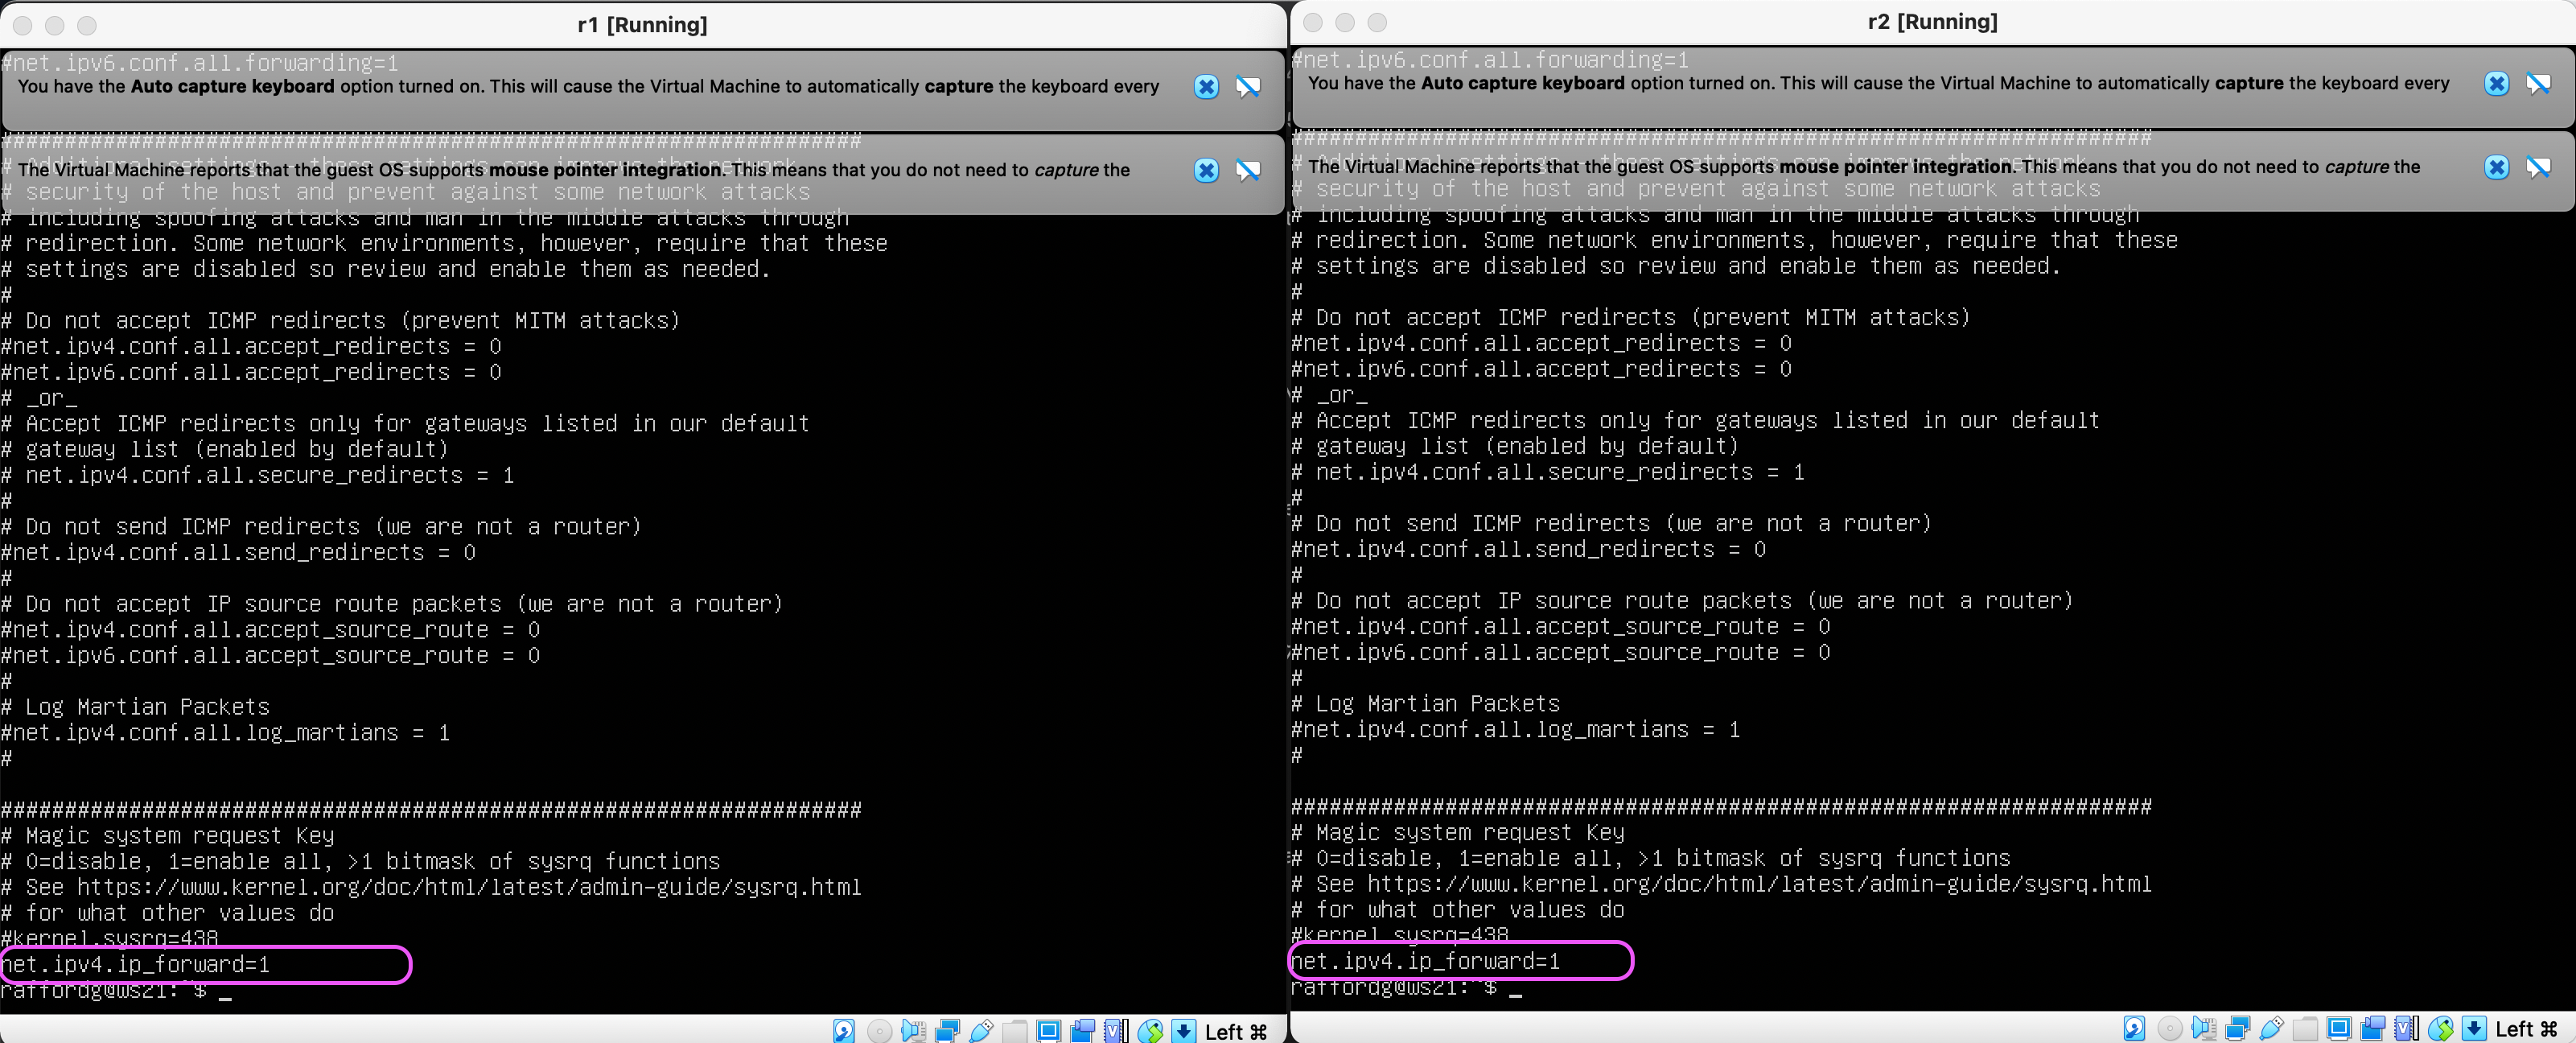 r1 [Running]
#net.ipv6.conf.all.forwarding=1
You have the Auto capture keyboard option turned on. This will cause the Virtual Machine to automatically capture the keyboard every
###################################################################
# Additional settings - these settings can improve the network
The Virtual Machine reports that the guest OS supports mouse pointer integration. This means that you do not need to capture the
# security of the host and prevent against some network attacks
# including spoofing attacks and man in the middle attacks through
# redirection. Some network environments, however, require that these
# settings are disabled so review and enable them as needed.
#
# Do not accept ICMP redirects (prevent MITM attacks)
#net.ipv4.conf.all.accept_redirects = 0
#net.ipv6.conf.all.accept_redirects = 0
# _or_
# Accept ICMP redirects only for gateways listed in our default
# gateway list (enabled by default)
# net.ipv4.conf.all.secure_redirects = 1
#
# Do not send ICMP redirects (we are not a router)
#net.ipv4.conf.all.send_redirects = 0
#
# Do not accept IP source route packets (we are not a router)
#net.ipv4.conf.all.accept_source_route = 0
#net.ipv6.conf.all.accept_source_route = 0
#
# Log Martian Packets
#net.ipv4.conf.all.log_martians = 1
#
###################################################################
# Magic system request Key
# 0=disable, 1=enable all, >1 bitmask of sysrq functions
# See https://www.kernel.org/doc/html/latest/admin-guide/sysrq.html
# for what other values do
#kernel.sysrq=438
net.ipv4.ip_forward=1
raffordg@ws21:~$ _
Left ⌘
r2 [Running]
#net.ipv6.conf.all.forwarding=1
You have the Auto capture keyboard option turned on. This will cause the Virtual Machine to automatically capture the keyboard every
###################################################################
# Additional settings - these settings can improve the network
The Virtual Machine reports that the guest OS supports mouse pointer integration. This means that you do not need to capture the
# security of the host and prevent against some network attacks
# including spoofing attacks and man in the middle attacks through
# redirection. Some network environments, however, require that these
# settings are disabled so review and enable them as needed.
#
# Do not accept ICMP redirects (prevent MITM attacks)
#net.ipv4.conf.all.accept_redirects = 0
#net.ipv6.conf.all.accept_redirects = 0
# _or_
# Accept ICMP redirects only for gateways listed in our default
# gateway list (enabled by default)
# net.ipv4.conf.all.secure_redirects = 1
#
# Do not send ICMP redirects (we are not a router)
#net.ipv4.conf.all.send_redirects = 0
#
# Do not accept IP source route packets (we are not a router)
#net.ipv4.conf.all.accept_source_route = 0
#net.ipv6.conf.all.accept_source_route = 0
#
# Log Martian Packets
#net.ipv4.conf.all.log_martians = 1
#
###################################################################
# Magic system request Key
# 0=disable, 1=enable all, >1 bitmask of sysrq functions
# See https://www.kernel.org/doc/html/latest/admin-guide/sysrq.html
# for what other values do
#kernel.sysrq=438
net.ipv4.ip_forward=1
raffordg@ws21:~$ _
Left ⌘